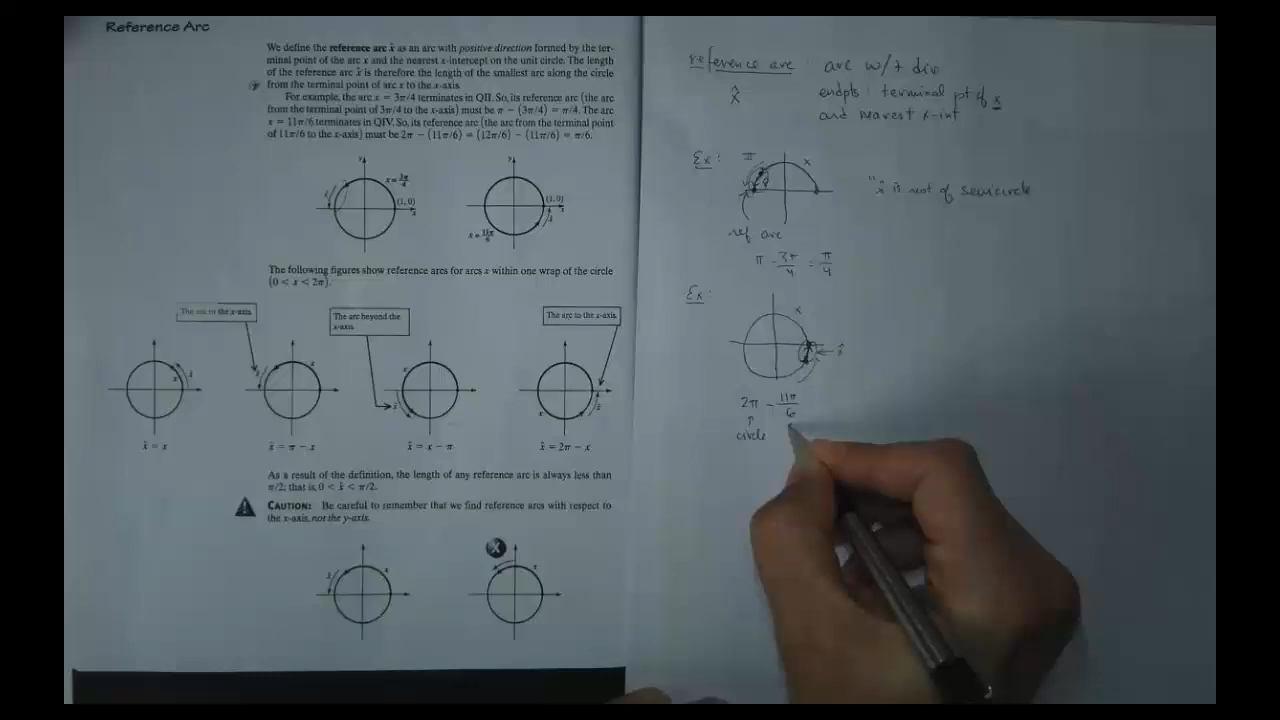 Reference Arc
We define the reference arc x̂ as an arc with positive direction formed by the ter-
minal point of the arc x and the nearest x-intercept on the unit circle. The length
of the reference arc x̂ is therefore the length of the smallest arc along the circle
from the terminal point of arc x to the x-axis.
For example, the arc x = 3π/4 terminates in QII. So, its reference arc (the arc
from the terminal point of 3π/4 to the x-axis) must be π − (3π/4) = π/4. The arc
x = 11π/6 terminates in QIV. So, its reference arc (the arc from the terminal point
of 11π/6 to the x-axis) must be 2π − (11π/6) = (12π/6) − (11π/6) = π/6.
y
x = 3π/4
(1, 0)
x
y
(1, 0)
x
x̂
x = 11π/6
The following figures show reference arcs for arcs x within one wrap of the circle
(0 < x < 2π).
The arc to the x-axis.
The arc beyond the
x-axis.
The arc to the x-axis.
x̂ = x
x̂ = π − x
x̂ = x − π
x̂ = 2π − x
As a result of the definition, the length of any reference arc is always less than
π/2; that is, 0 < x̂ < π/2.
CAUTION: Be careful to remember that we find reference arcs with respect to
the x-axis, not the y-axis.
X
reference arc : arc w/ + dir
x̂
endpts : terminal pt of x
and nearest x-int
Ex:
π
x
"x̂ is rest of semicircle
ref arc
π - 3π/4 = π/4
Ex:
x
x̂
2π - 11π/6
↑
circle